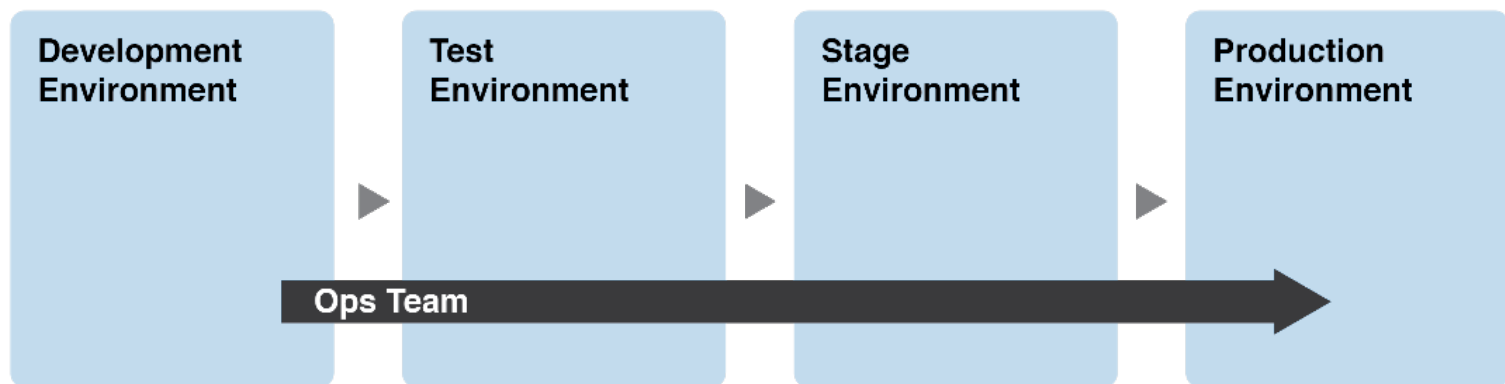 Development
Environment
Test
Environment
Stage
Environment
Production
Environment
Ops Team